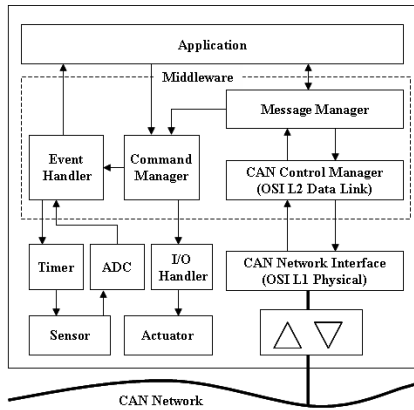 Application
Middleware
Message Manager
Event
Handler
Command
Manager
CAN Control Manager
(OSI L2 Data Link)
Timer
ADC
I/O
Handler
CAN Network Interface
(OSI L1 Physical)
Sensor
Actuator
CAN Network